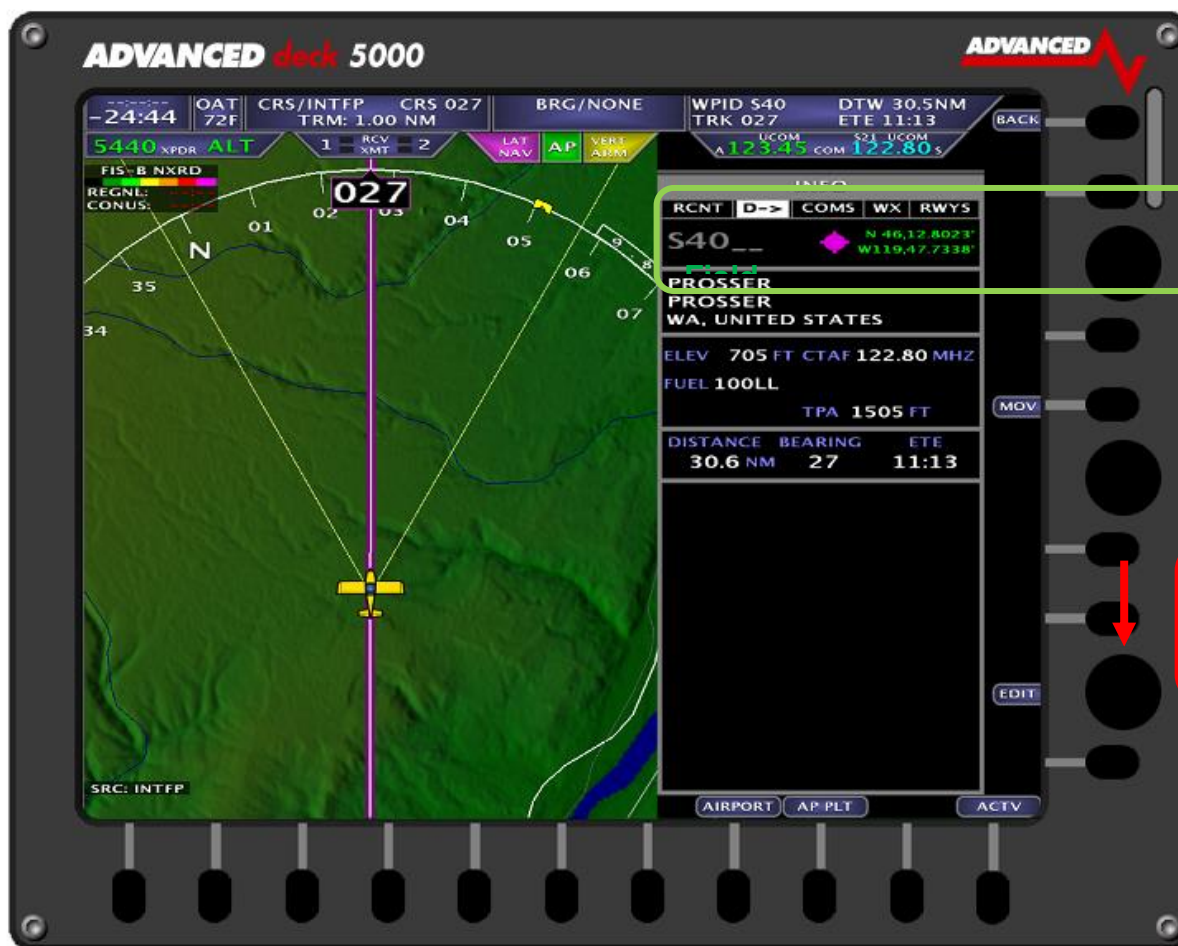 ADVANCED deck 5000
ADVANCED
-24:44
OAT 72F
CRS/INTFP CRS 027
TRM: 1.00 NM
BRG/NONE
WPID S40 DTW 30.5NM
TRK 027 ETE 11:13
BACK
5440 XPDR ALT
1 RCV XMT 2
LAT NAV
AP
VERT ARM
UCOM S21 UCOM
A 123.45 COM 122.80 S
FIS-B NXRD
REGNL:
CONUS:
027
34
35
N
01
02
03
04
05
06
07
9
8
RCNT D-> COMS WX RWYS
S40__
N 46,12.8023'
W119,47.7338'
PROSSER
PROSSER
WA, UNITED STATES
ELEV 705 FT CTAF 122.80 MHZ
FUEL 100LL
TPA 1505 FT
MOV
DISTANCE BEARING ETE
30.6 NM 27 11:13
EDIT
SRC: INTFP
AIRPORT AP PLT ACTV